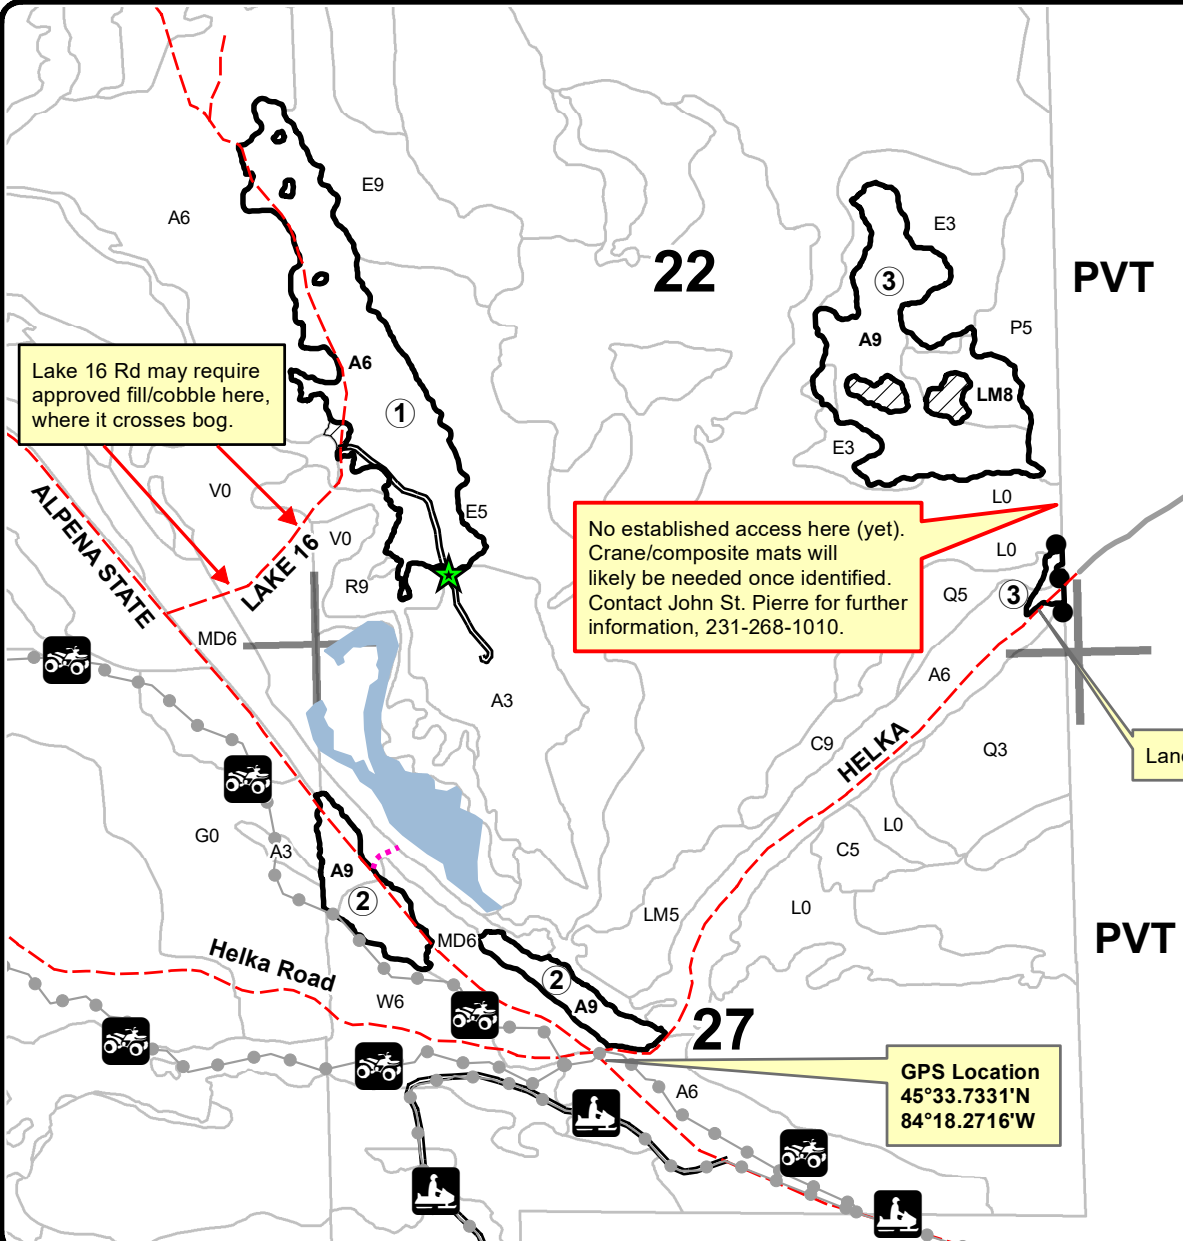 E9
A6
E3
22
PVT
3
P5
A9
Lake 16 Rd may require
approved fill/cobble here,
where it crosses bog.
A6
1
LM8
E3
V0
E5
L0
ALPENA STATE
LAKE 16
V0
No established access here (yet).
Crane/composite mats will
likely be needed once identified.
Contact John St. Pierre for further
information, 231-268-1010.
L0
R9
Q5
3
MD6
A3
A6
C9
HELKA
Q3
Lan
G0
A3
L0
C5
A9
2
LM5
L0
MD6
PVT
Helka Road
2
A9
W6
27
GPS Location
45°33.7331'N
84°18.2716'W
A6